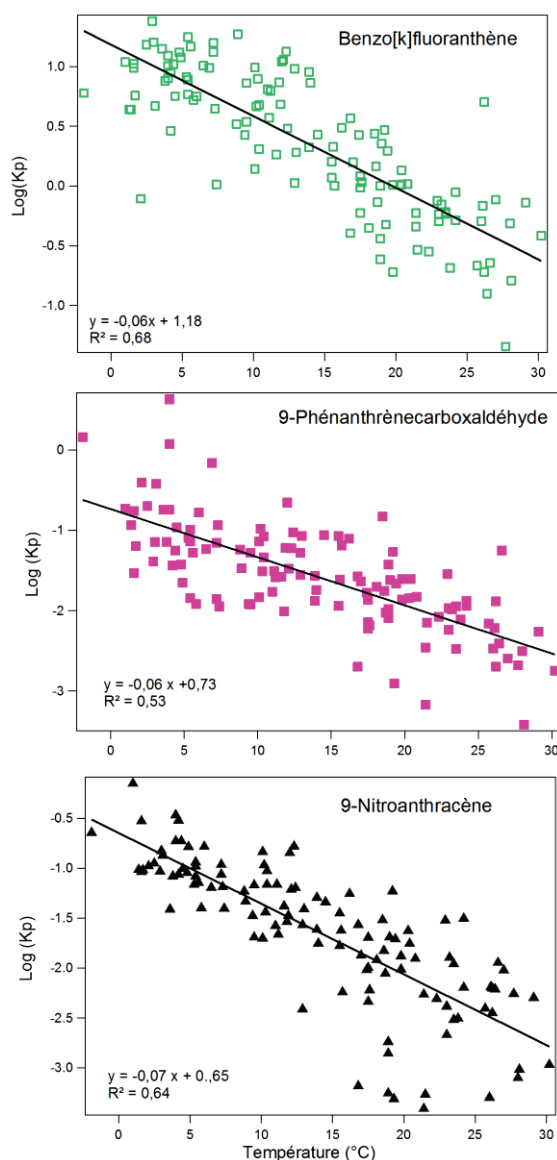 Benzo[k]fluoranthène
Log(Kp)
1.0
0.5
0.0
-0.5
-1.0
y = -0,06x + 1,18
R² = 0,68
0 5 10 15 20 25 30
9-Phénanthrènecarboxaldéhyde
Log (Kp)
0
-1
-2
-3
y = -0,06 x +0,73
R² = 0,53
0 5 10 15 20 25 30
9-Nitroanthracène
Log (Kp)
-0.5
-1.0
-1.5
-2.0
-2.5
-3.0
y = -0,07 x + 0.,65
R² = 0,64
0 5 10 15 20 25 30
Température (°C)